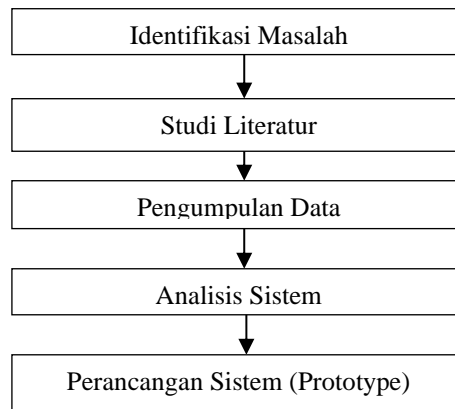 Identifikasi Masalah
Studi Literatur
Pengumpulan Data
Analisis Sistem
Perancangan Sistem (Prototype)